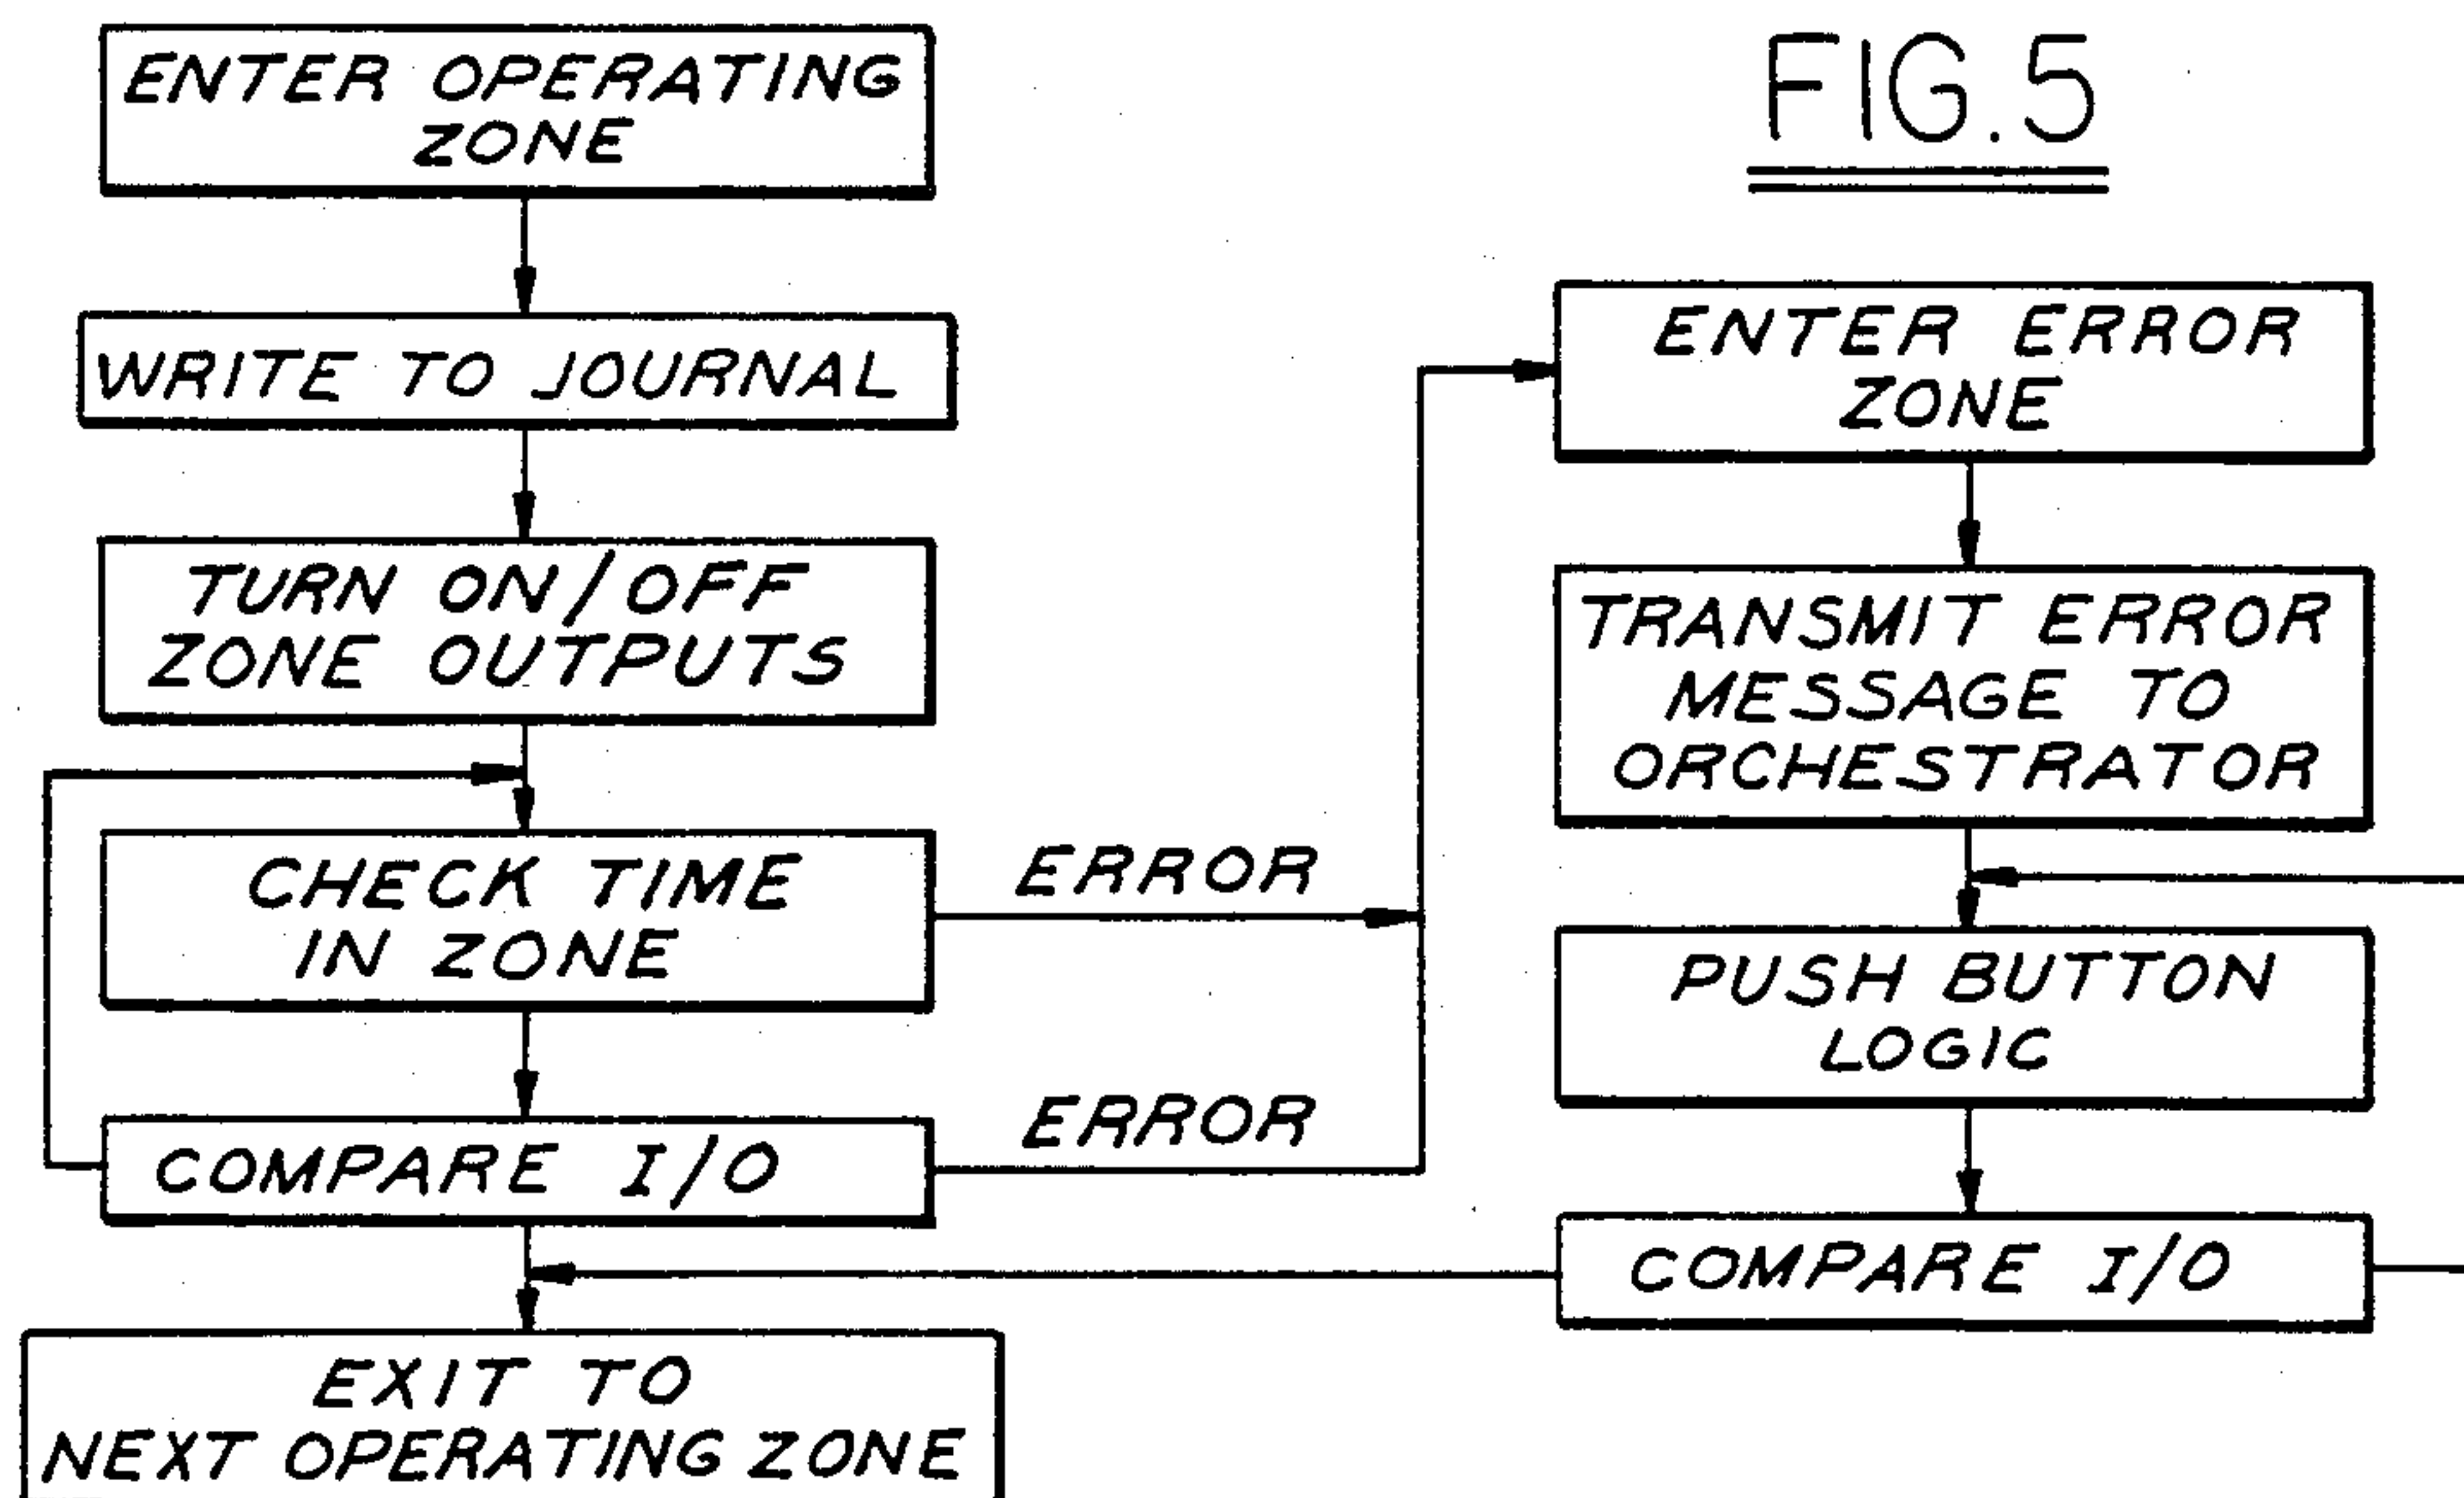 FIG.5
ENTER OPERATING
ZONE
WRITE TO JOURNAL
TURN ON/OFF
ZONE OUTPUTS
CHECK TIME
IN ZONE
ERROR
COMPARE I/O
ERROR
EXIT TO
NEXT OPERATING ZONE
ENTER ERROR
ZONE
TRANSMIT ERROR
MESSAGE TO
ORCHESTRATOR
PUSH BUTTON
LOGIC
COMPARE I/O